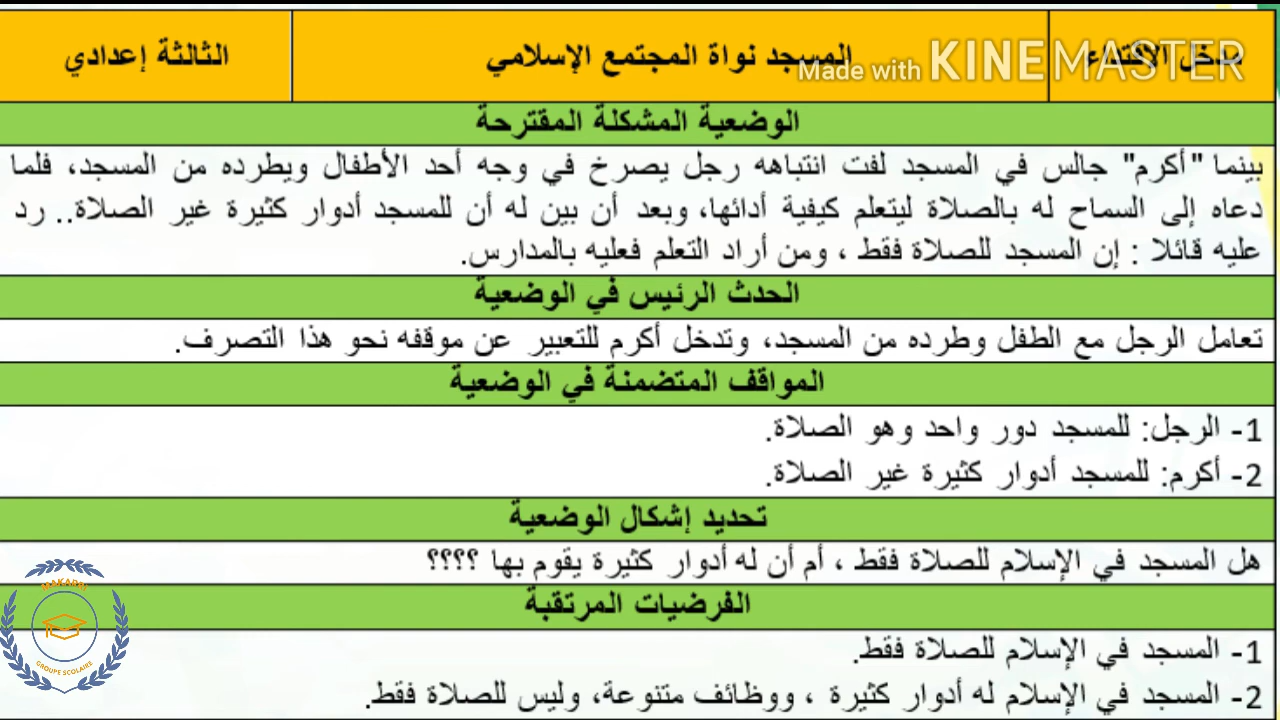 مدخل الاقتداء
المسجد نواة المجتمع الإسلامي
الثالثة إعدادي
Made with KINEMASTER
الوضعية المشكلة المقترحة
بينما "أكرم" جالس في المسجد لفت انتباهه رجل يصرخ في وجه أحد الأطفال ويطرده من المسجد، فلما
دعاه إلى السماح له بالصلاة ليتعلم كيفية أدائها، وبعد أن بين له أن للمسجد أدوار كثيرة غير الصلاة.. رد
عليه قائلا : إن المسجد للصلاة فقط ، ومن أراد التعلم فعليه بالمدارس.
الحدث الرئيس في الوضعية
تعامل الرجل مع الطفل وطرده من المسجد، وتدخل أكرم للتعبير عن موقفه نحو هذا التصرف.
المواقف المتضمنة في الوضعية
1- الرجل: للمسجد دور واحد وهو الصلاة.
2- أكرم: للمسجد أدوار كثيرة غير الصلاة.
تحديد إشكال الوضعية
هل المسجد في الإسلام للصلاة فقط ، أم أن له أدوار كثيرة يقوم بها ؟؟؟؟
الفرضيات المرتقبة
1- المسجد في الإسلام للصلاة فقط.
2- المسجد في الإسلام له أدوار كثيرة ، ووظائف متنوعة، وليس للصلاة فقط.
GROUPE SCOLAIRE